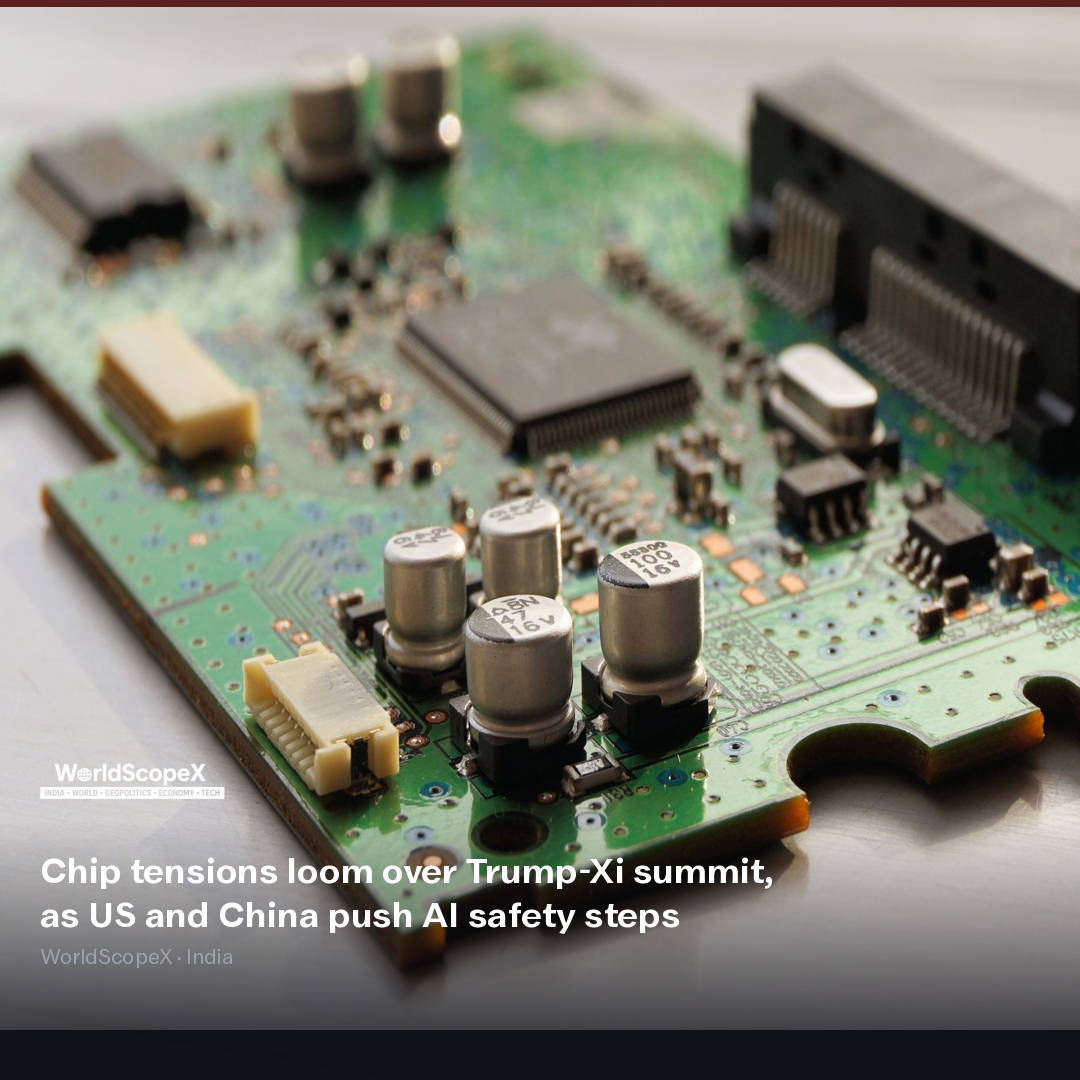 55300
100
16V
47
16V
WorldScopeX
INDIA • WORLD • GEOPOLITICS • ECONOMY • TECH
Chip tensions loom over Trump-Xi summit,
as US and China push AI safety steps
WorldScopeX · India